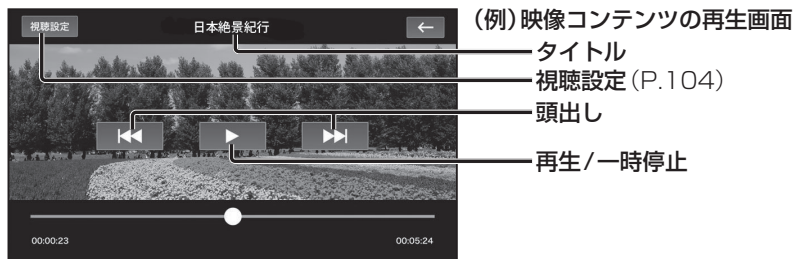 (例)映像コンテンツの再生画面
視聴設定
日本絶景紀行
タイトル
視聴設定(P.104)
頭出し
再生/一時停止
00:00:23
00:05:24